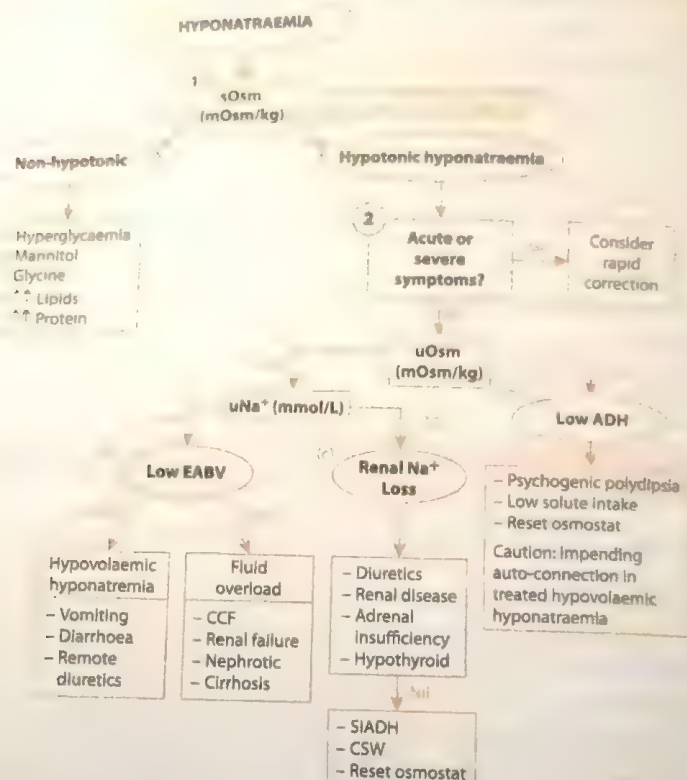 HYPONATRAEMIA
1
sOsm
(mOsm/kg)
Non-hypotonic
Hypotonic hyponatraemia
Hyperglycaemia
Mannitol
Glycine
↑↑ Lipids
↑↑ Protein
2
Acute or
severe
symptoms?
Consider
rapid
correction
uOsm
(mOsm/kg)
uNa⁺ (mmol/L)
Low ADH
Low EABV
Renal Na⁺
Loss
– Psychogenic polydipsia
– Low solute intake
– Reset osmostat
Caution: Impending
auto-connection in
treated hypovolaemic
hyponatraemia
Hypovolaemic
hyponatremia
– Vomiting
– Diarrhoea
– Remote
diuretics
Fluid
overload
– CCF
– Renal failure
– Nephrotic
– Cirrhosis
– Diuretics
– Renal disease
– Adrenal
insufficiency
– Hypothyroid
– SIADH
– CSW
– Reset osmostat